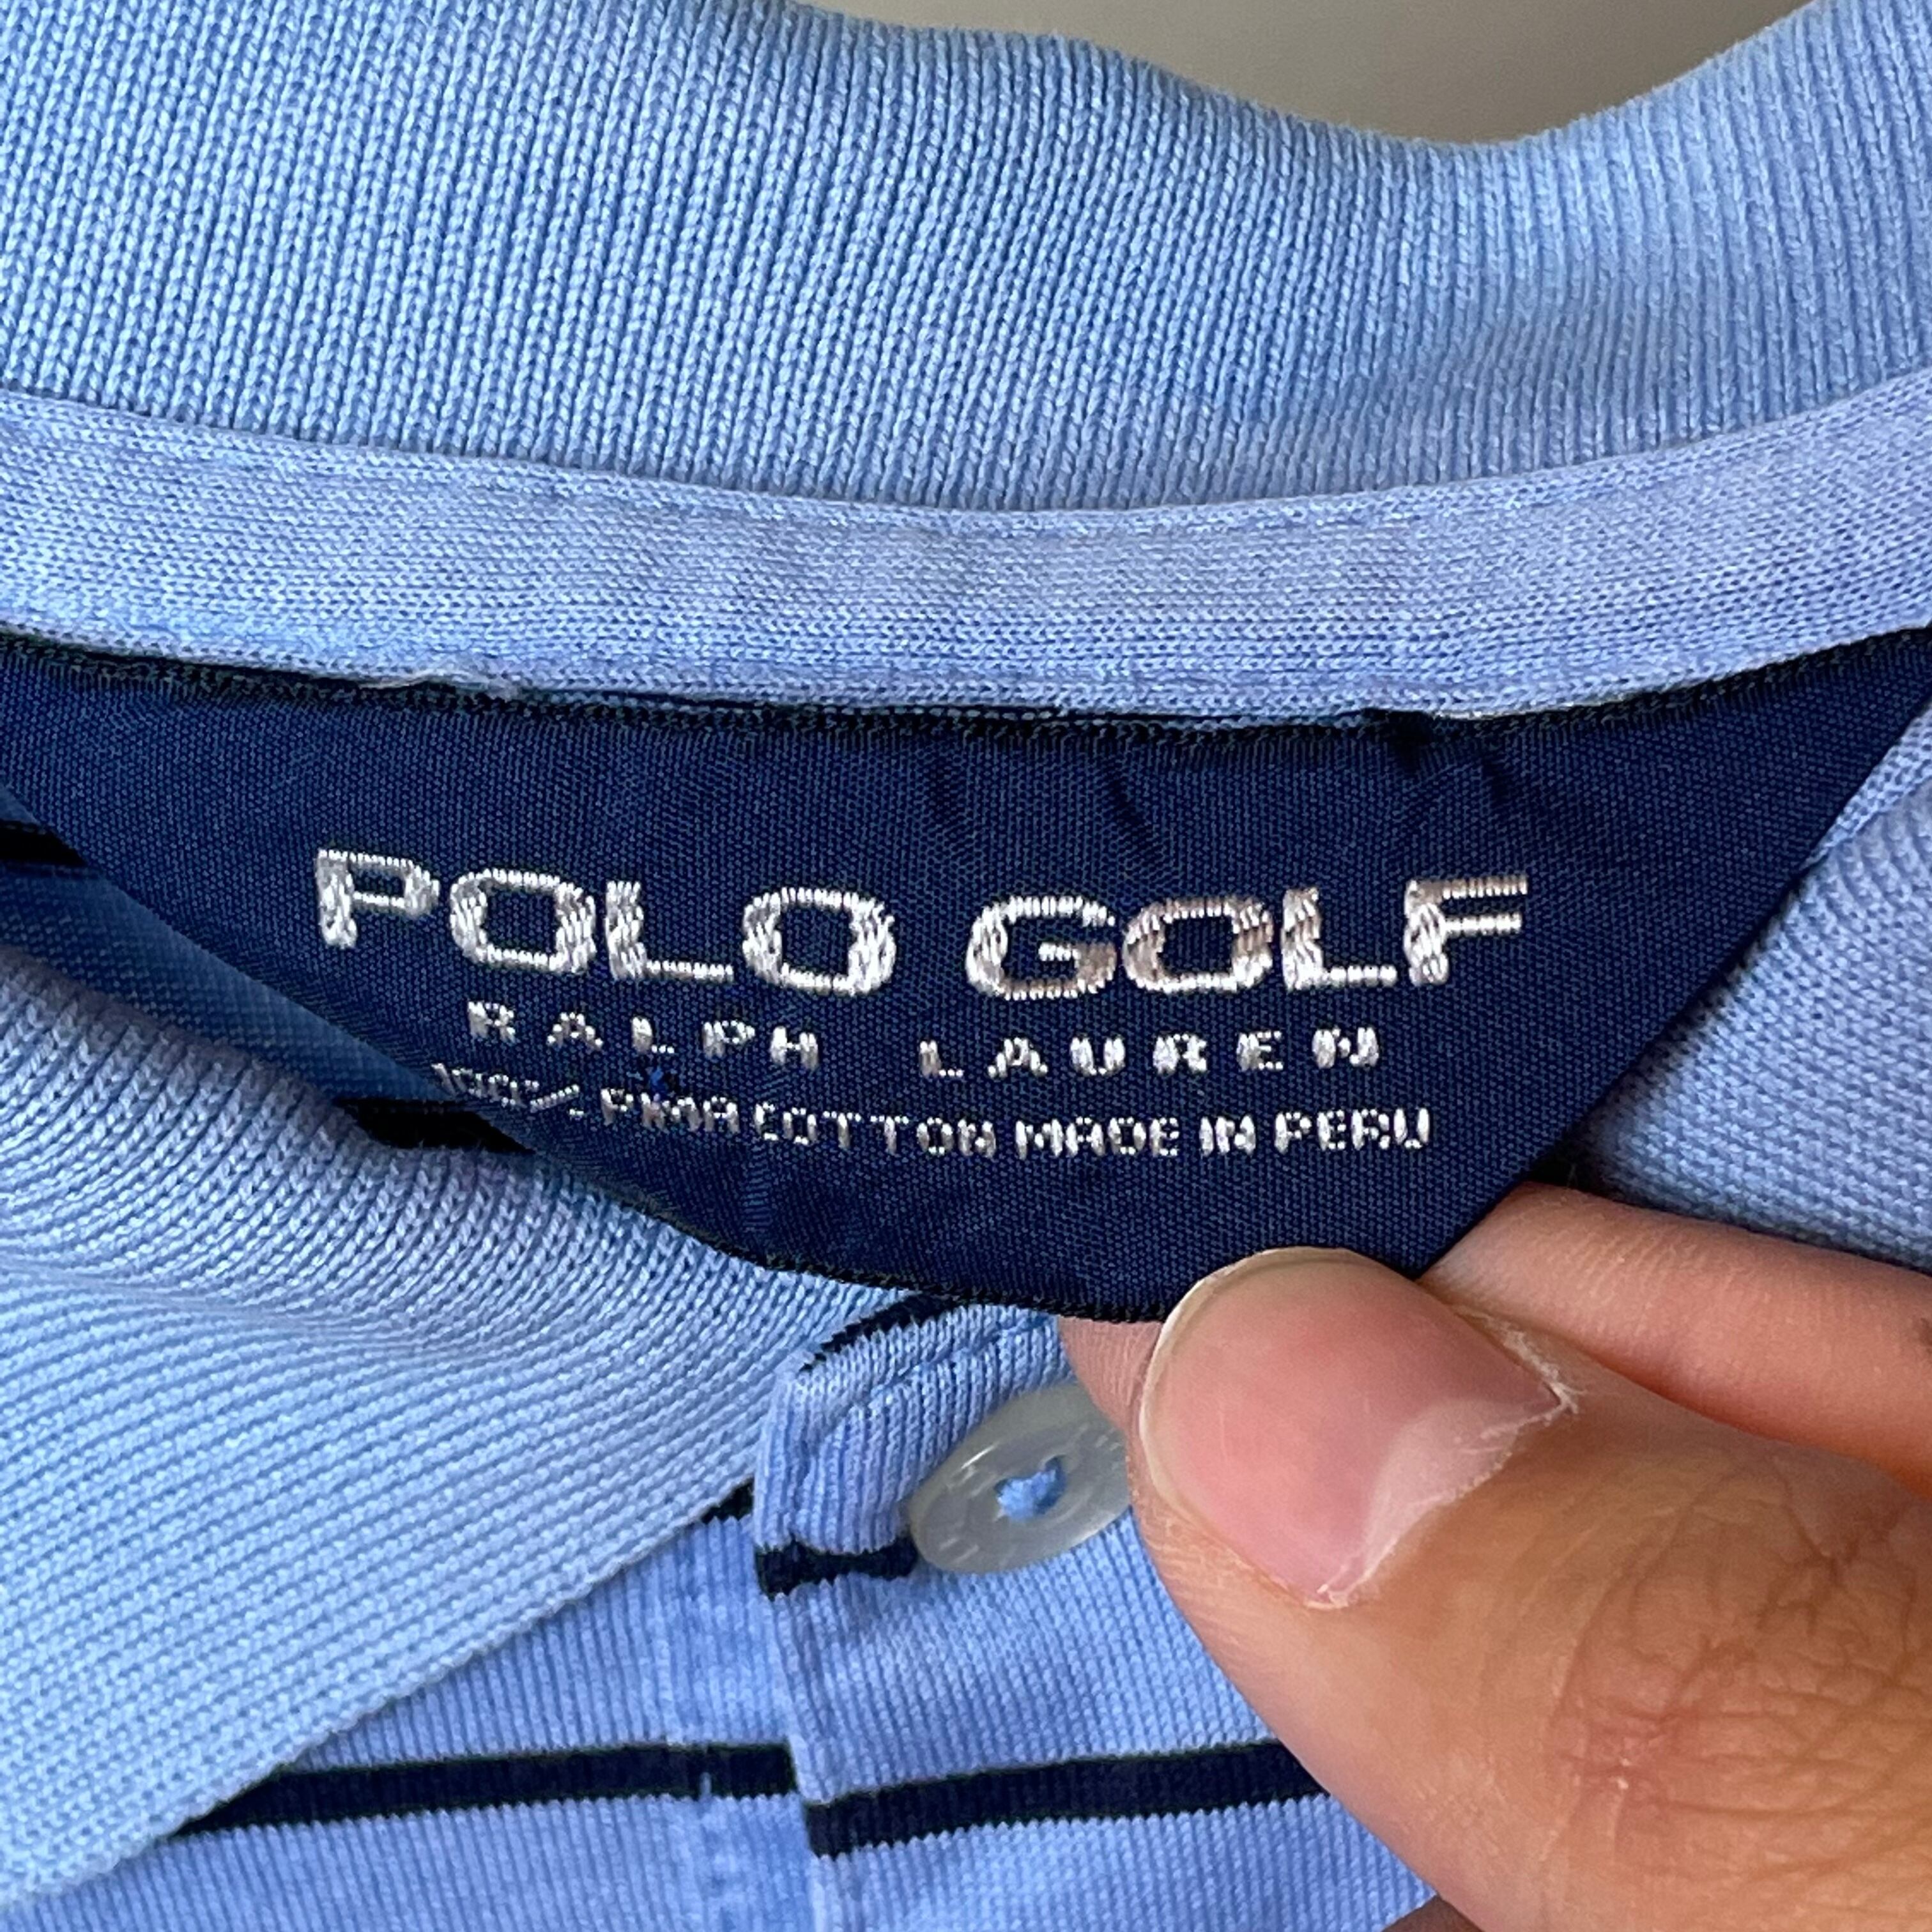 POLO GOLF
RALPH LAUREN
100% PIMA COTTON MADE IN PERU